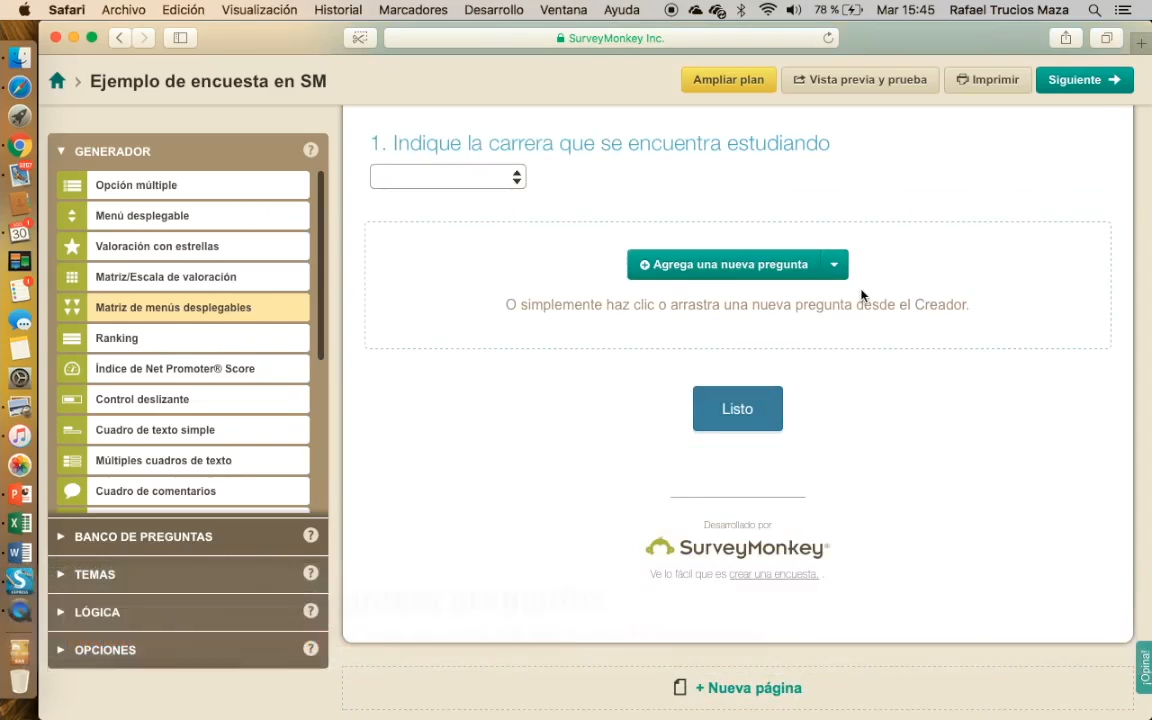 Safari Archivo Edición Visualización Historial Marcadores Desarrollo Ventana Ayuda 78 % Mar 15:45 Rafael Trucios Maza
SurveyMonkey Inc.
Ejemplo de encuesta en SM
Ampliar plan
Vista previa y prueba
Imprimir
Siguiente
GENERADOR
Opción múltiple
Menú desplegable
Valoración con estrellas
Matriz/Escala de valoración
Matriz de menús desplegables
Ranking
Índice de Net Promoter® Score
Control deslizante
Cuadro de texto simple
Múltiples cuadros de texto
Cuadro de comentarios
BANCO DE PREGUNTAS
TEMAS
LÓGICA
OPCIONES
1. Indique la carrera que se encuentra estudiando
Agrega una nueva pregunta
O simplemente haz clic o arrastra una nueva pregunta desde el Creador.
Listo
Desarrollado por
SurveyMonkey®
Ve lo fácil que es crear una encuesta. .
+ Nueva página
¡Opina!